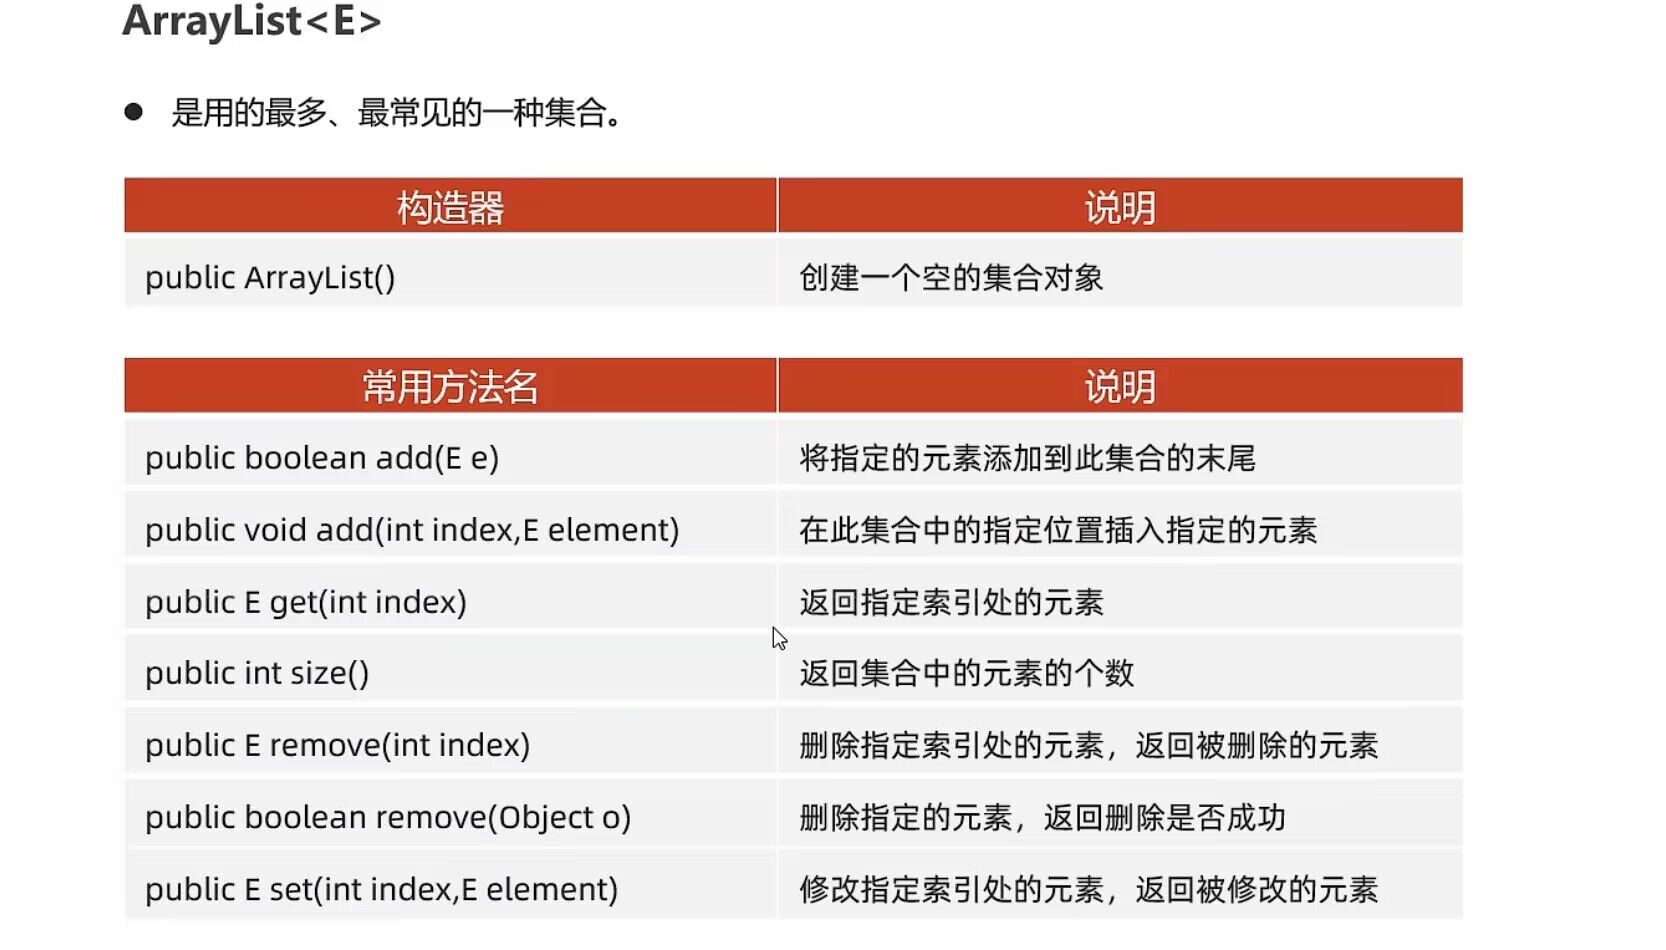 ArrayList<E>
● 是用的最多、最常见的一种集合。
构造器 说明
public ArrayList() 创建一个空的集合对象
常用方法名 说明
public boolean add(E e) 将指定的元素添加到此集合的末尾
public void add(int index,E element) 在此集合中的指定位置插入指定的元素
public E get(int index) 返回指定索引处的元素
public int size() 返回集合中的元素的个数
public E remove(int index) 删除指定索引处的元素，返回被删除的元素
public boolean remove(Object o) 删除指定的元素，返回删除是否成功
public E set(int index,E element) 修改指定索引处的元素，返回被修改的元素